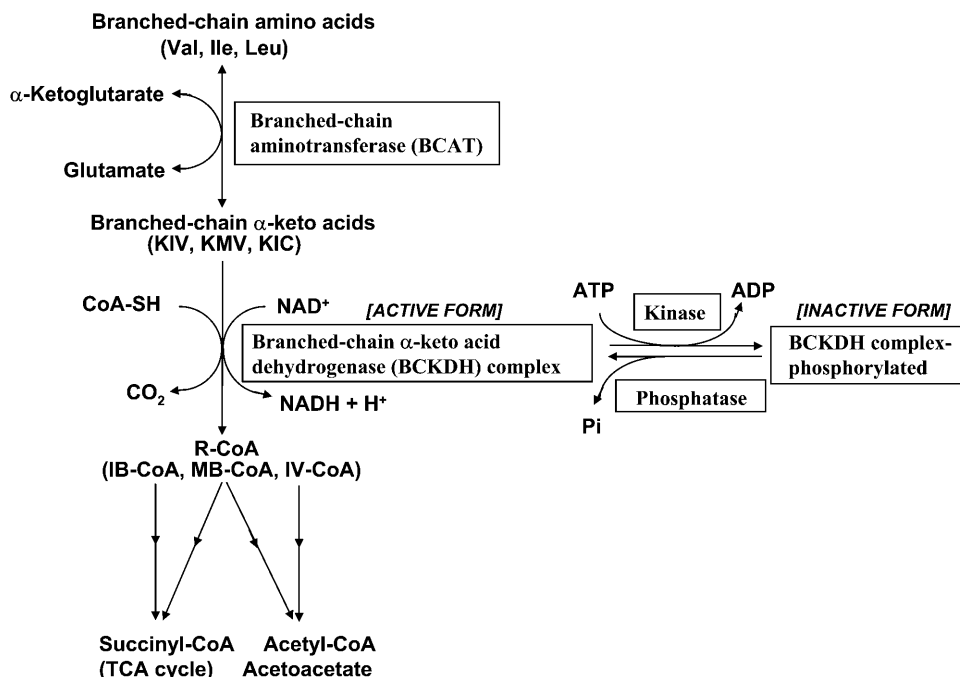 Branched-chain amino acids
(Val, Ile, Leu)
α-Ketoglutarate
Branched-chain
aminotransferase (BCAT)
Glutamate
Branched-chain α-keto acids
(KIV, KMV, KIC)
CoA-SH
NAD⁺
[ACTIVE FORM]
Branched-chain α-keto acid
dehydrogenase (BCKDH) complex
CO₂
NADH + H⁺
ATP
Kinase
ADP
[INACTIVE FORM]
BCKDH complex-
phosphorylated
Phosphatase
Pi
R-CoA
(IB-CoA, MB-CoA, IV-CoA)
Succinyl-CoA
(TCA cycle)
Acetyl-CoA
Acetoacetate